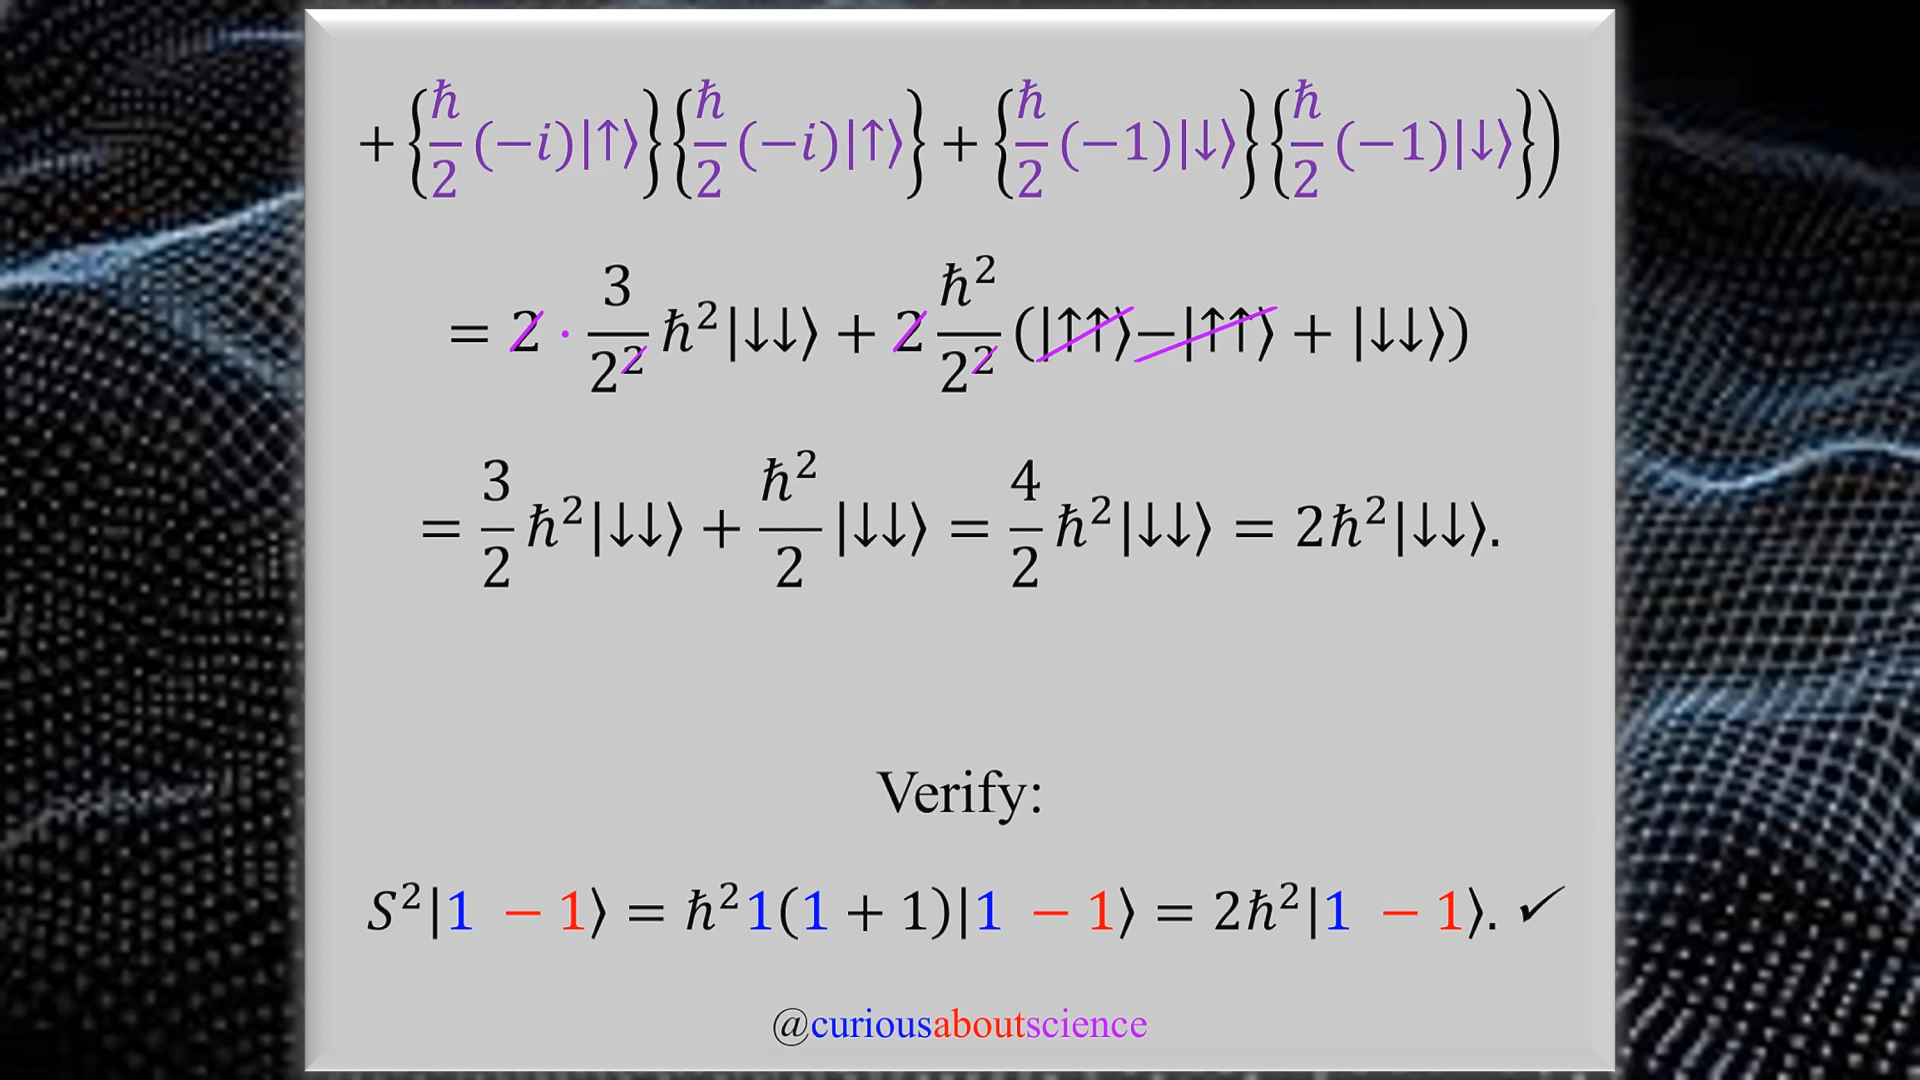 + {ℏ/2 (−i)|↑⟩}{ℏ/2 (−i)|↑⟩} + {ℏ/2 (−1)|↓⟩}{ℏ/2 (−1)|↓⟩})
= 2 · 3/2² ℏ²|↓↓⟩ + 2 ℏ²/2² (|↑↑⟩−|↑↑⟩ + |↓↓⟩)
= 3/2 ℏ²|↓↓⟩ + ℏ²/2 |↓↓⟩ = 4/2 ℏ²|↓↓⟩ = 2ℏ²|↓↓⟩.
Verify:
S²|1 − 1⟩ = ℏ²1(1 + 1)|1 − 1⟩ = 2ℏ²|1 − 1⟩. ✓
@curiousaboutscience